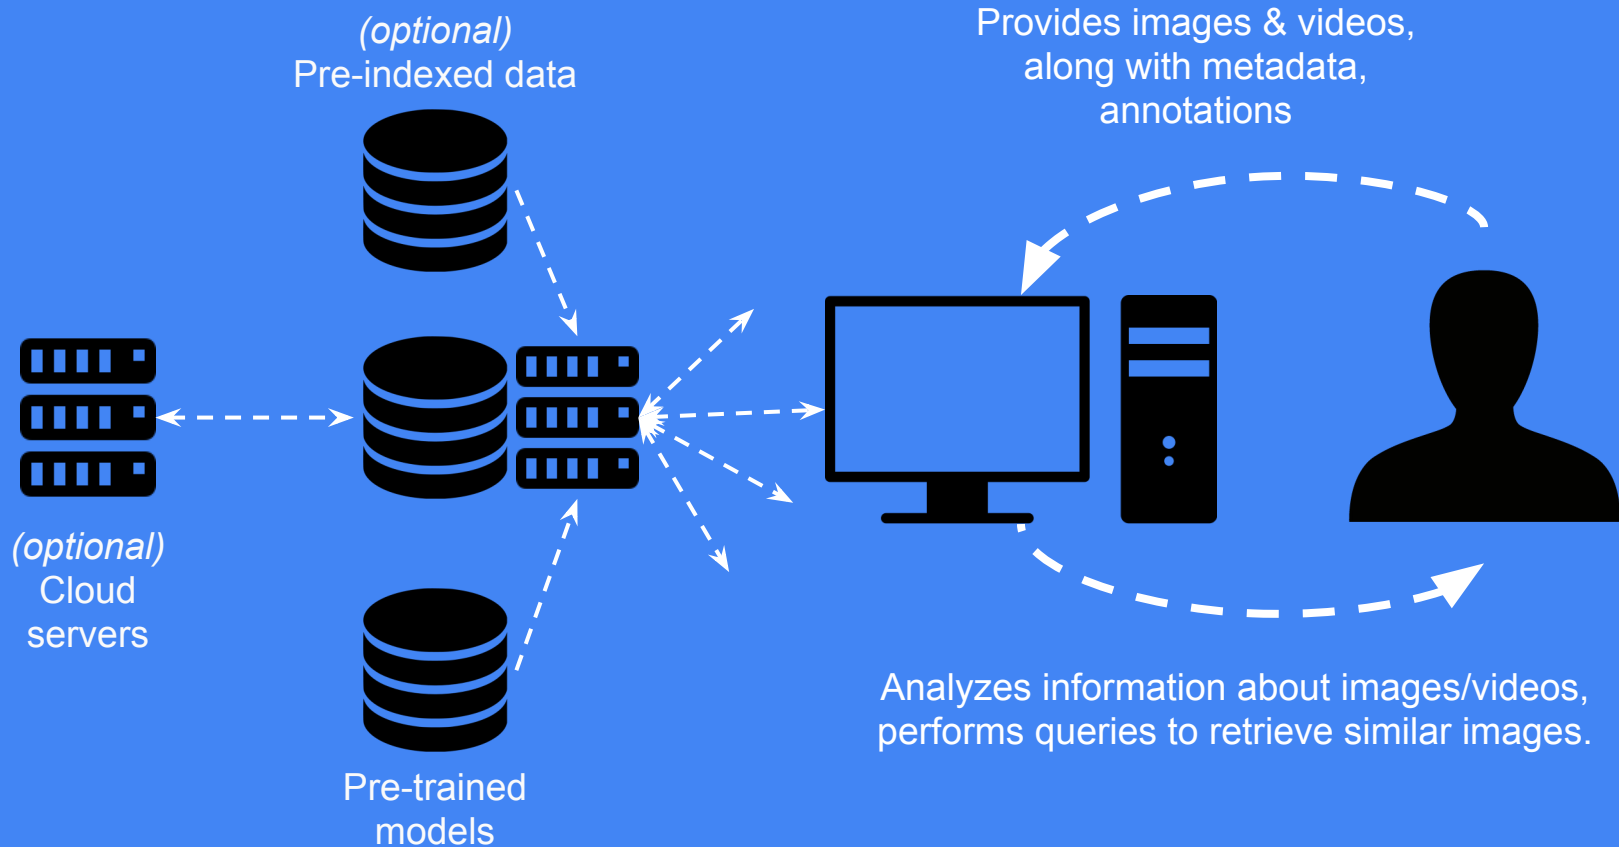 (optional)
Pre-indexed data
Provides images & videos,
along with metadata,
annotations
(optional)
Cloud
servers
Pre-trained
models
Analyzes information about images/videos,
performs queries to retrieve similar images.